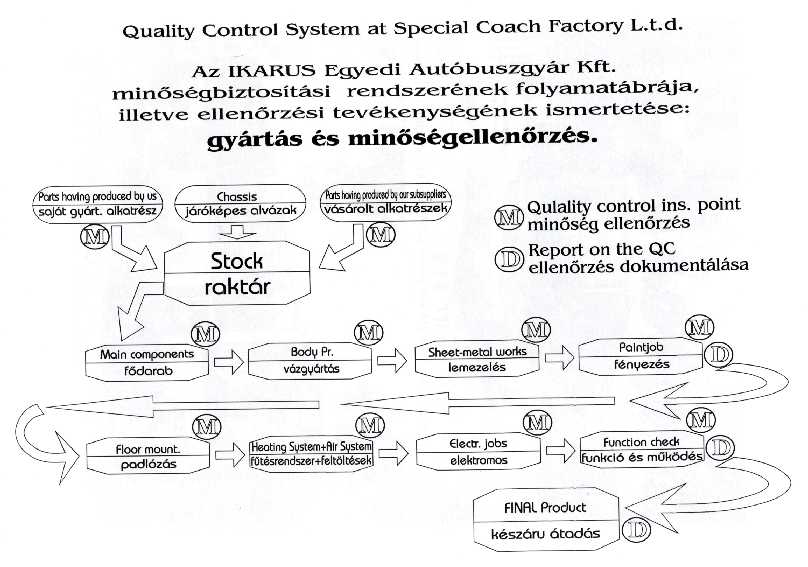 Quality Control System at Special Coach Factory L.t.d.
Az IKARUS Egyedi Autóbuszgyár Kft.
minőségbiztosítási rendszerének folyamatábrája,
illetve ellenőrzési tevékenységének ismertetése:
gyártás és minőségellenőrzés.
Parts having produced by us
saját gyárt. alkatrész
M
Chassis
járóképes alvázak
Parts having produced by our subsupliers
vásárolt alkatrészek
M
M
Qulality control ins. point
minőség ellenőrzés
D
Report on the QC
ellenőrzés dokumentálása
Stock
raktár
Main components
fődarab
M
Body Pr.
vázgyártás
M
Sheet-metal works
lemezelés
M
Paintjob
fényezés
M
D
Floor mount.
padlózás
M
Heating System+Air System
fűtésrendszer+feltöltések
M
Electr. jobs
elektromos
M
Function check
funkció és működés
M
D
FINAL Product
készáru átadás
D